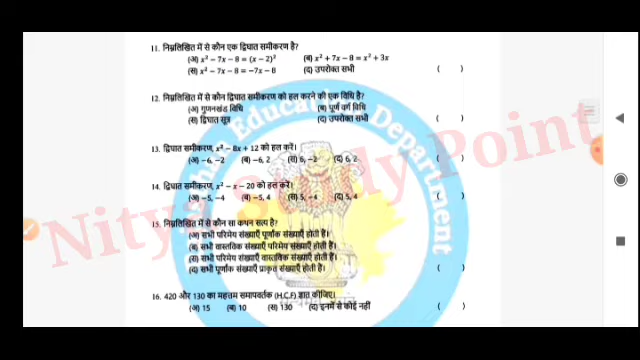 11. निम्नलिखित में से कौन एक द्विघात समीकरण है?
(अ) x² − 7x − 8 = (x − 2)² (ब) x² + 7x − 8 = x² + 3x
(स) x² − 7x − 8 = −7x − 8 (द) उपरोक्त सभी ( )
12. निम्नलिखित में से कौन द्विघात समीकरण को हल करने की एक विधि है?
(अ) गुणनखंड विधि (ब) पूर्ण वर्ग विधि
(स) द्विघात सूत्र (द) उपरोक्त सभी ( )
13. द्विघात समीकरण, x² − 8x + 12 को हल करें।
(अ) −6, −2 (ब) −6, 2 (स) 6, −2 (द) 6, 2 ( )
14. द्विघात समीकरण, x² − x − 20 को हल करें।
(अ) −5, −4 (ब) −5, 4 (स) 5, −4 (द) 5, 4 ( )
15. निम्नलिखित में से कौन सा कथन सत्य है?
(अ) सभी परिमेय संख्याएँ पूर्णांक संख्याएँ होती हैं।
(ब) सभी वास्तविक संख्याएँ परिमेय संख्याएँ होती हैं।
(स) सभी परिमेय संख्याएँ वास्तविक संख्याएँ होती हैं।
(द) सभी पूर्णांक संख्याएँ प्राकृत संख्याएँ होती हैं। ( )
16. 420 और 130 का महत्तम समापवर्तक (H.C.F) ज्ञात कीजिए।
(अ) 15 (ब) 10 (स) 130 (द) इनमें से कोई नहीं ( )
Nitya Study Point
Education Department